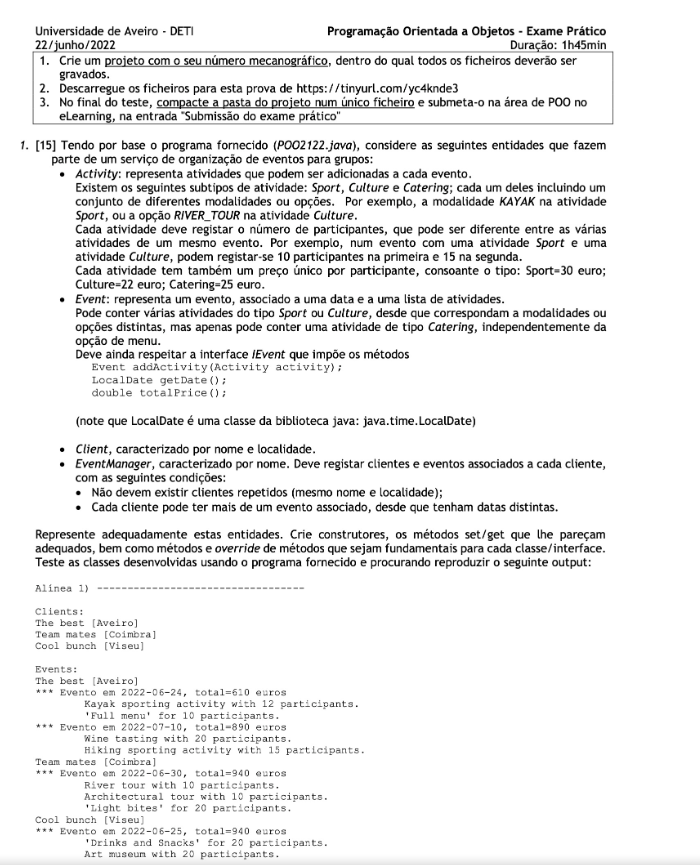 Universidade de Aveiro - DETI Programação Orientada a Objetos - Exame Prático
22/junho/2022 Duração: 1h45min
1. Crie um projeto com o seu número mecanográfico, dentro do qual todos os ficheiros deverão ser
gravados.
2. Descarregue os ficheiros para esta prova de https://tinyurl.com/yc4knde3
3. No final do teste, compacte a pasta do projeto num único ficheiro e submeta-o na área de POO no
eLearning, na entrada "Submissão do exame prático"
1. [15] Tendo por base o programa fornecido (POO2122.java), considere as seguintes entidades que fazem
parte de um serviço de organização de eventos para grupos:
• Activity: representa atividades que podem ser adicionadas a cada evento.
Existem os seguintes subtipos de atividade: Sport, Culture e Catering; cada um deles incluindo um
conjunto de diferentes modalidades ou opções. Por exemplo, a modalidade KAYAK na atividade
Sport, ou a opção RIVER_TOUR na atividade Culture.
Cada atividade deve registar o número de participantes, que pode ser diferente entre as várias
atividades de um mesmo evento. Por exemplo, num evento com uma atividade Sport e uma
atividade Culture, podem registar-se 10 participantes na primeira e 15 na segunda.
Cada atividade tem também um preço único por participante, consoante o tipo: Sport=30 euro;
Culture=22 euro; Catering=25 euro.
• Event: representa um evento, associado a uma data e a uma lista de atividades.
Pode conter várias atividades do tipo Sport ou Culture, desde que correspondam a modalidades ou
opções distintas, mas apenas pode conter uma atividade de tipo Catering, independentemente da
opção de menu.
Deve ainda respeitar a interface IEvent que impõe os métodos
Event addActivity(Activity activity);
LocalDate getDate();
double totalPrice();
(note que LocalDate é uma classe da biblioteca java: java.time.LocalDate)
• Client, caracterizado por nome e localidade.
• EventManager, caracterizado por nome. Deve registar clientes e eventos associados a cada cliente,
com as seguintes condições:
• Não devem existir clientes repetidos (mesmo nome e localidade);
• Cada cliente pode ter mais de um evento associado, desde que tenham datas distintas.
Represente adequadamente estas entidades. Crie construtores, os métodos set/get que lhe pareçam
adequados, bem como métodos e override de métodos que sejam fundamentais para cada classe/interface.
Teste as classes desenvolvidas usando o programa fornecido e procurando reproduzir o seguinte output:
Alínea 1) ----------------------------------
Clients:
The best [Aveiro]
Team mates [Coimbra]
Cool bunch [Viseu]
Events:
The best [Aveiro]
*** Evento em 2022-06-24, total=610 euros
Kayak sporting activity with 12 participants.
'Full menu' for 10 participants.
*** Evento em 2022-07-10, total=890 euros
Wine tasting with 20 participants.
Hiking sporting activity with 15 participants.
Team mates [Coimbra]
*** Evento em 2022-06-30, total=940 euros
River tour with 10 participants.
Architectural tour with 10 participants.
'Light bites' for 20 participants.
Cool bunch [Viseu]
*** Evento em 2022-06-25, total=940 euros
'Drinks and Snacks' for 20 participants.
Art museum with 20 participants.